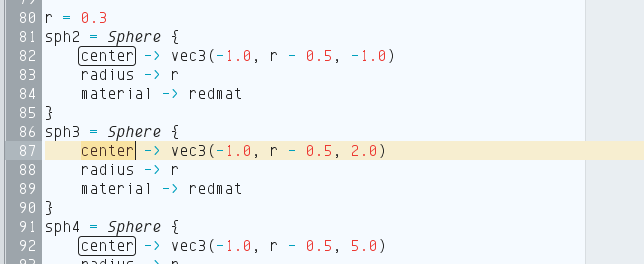 80 r = 0.3
81 sph2 = Sphere {
82     center -> vec3(-1.0, r - 0.5, -1.0)
83     radius -> r
84     material -> redmat
85 }
86 sph3 = Sphere {
87     center -> vec3(-1.0, r - 0.5, 2.0)
88     radius -> r
89     material -> redmat
90 }
91 sph4 = Sphere {
92     center -> vec3(-1.0, r - 0.5, 5.0)